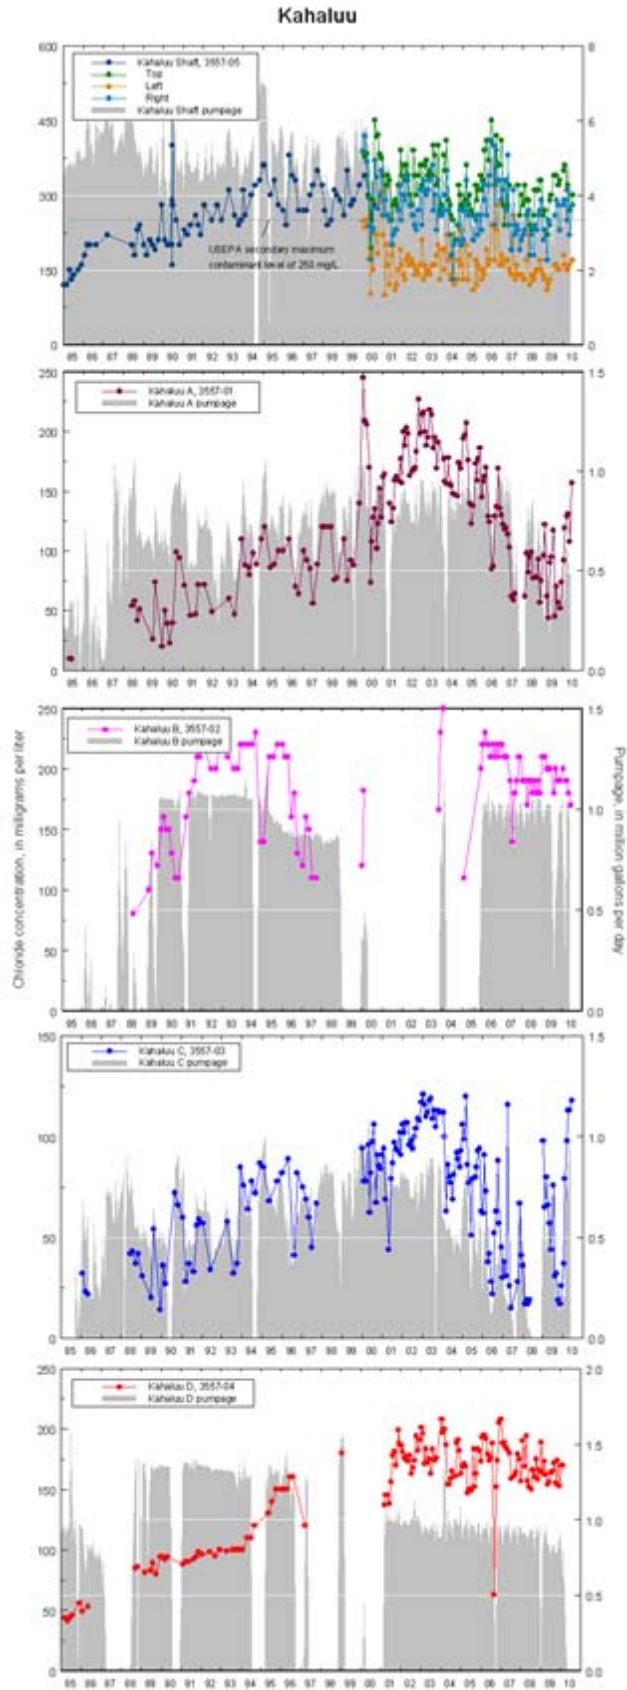 Kahaluu
600
8
Kahaluu Shaft, 3557-05
Top
Left
Right
Kahaluu Shaft pumpage
450
6
300
4
USEPA secondary maximum
contaminant level of 250 mg/L
150
2
0
0
85 86 87 88 89 90 91 92 93 94 95 96 97 98 99 00 01 02 03 04 05 06 07 08 09 10
250
1.5
Kahaluu A, 3557-01
Kahaluu A pumpage
200
150
1.0
100
0.5
50
0
0.0
85 86 87 88 89 90 91 92 93 94 95 96 97 98 99 00 01 02 03 04 05 06 07 08 09 10
250
1.5
Kahaluu B, 3557-02
Kahaluu B pumpage
200
1.0
150
100
0.5
50
0
0.0
85 86 87 88 89 90 91 92 93 94 95 96 97 98 99 00 01 02 03 04 05 06 07 08 09 10
Chloride concentration, in milligrams per liter
Pumpage, in million gallons per day
150
1.5
Kahaluu C, 3557-03
Kahaluu C pumpage
100
1.0
50
0.5
0
0.0
85 86 87 88 89 90 91 92 93 94 95 96 97 98 99 00 01 02 03 04 05 06 07 08 09 10
250
2.0
Kahaluu D, 3557-04
Kahaluu D pumpage
200
1.5
150
1.0
100
0.5
50
0
0.0
85 86 87 88 89 90 91 92 93 94 95 96 97 98 99 00 01 02 03 04 05 06 07 08 09 10